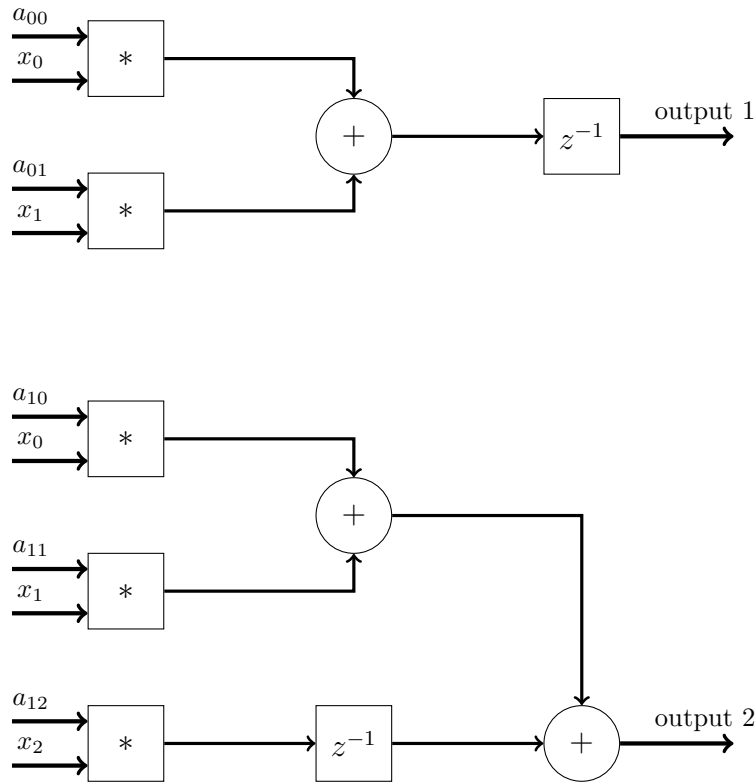 a₀₀
x₀
*
+
z⁻¹
output 1
a₀₁
x₁
*
a₁₀
x₀
*
+
a₁₁
x₁
*
a₁₂
x₂
*
z⁻¹
+
output 2